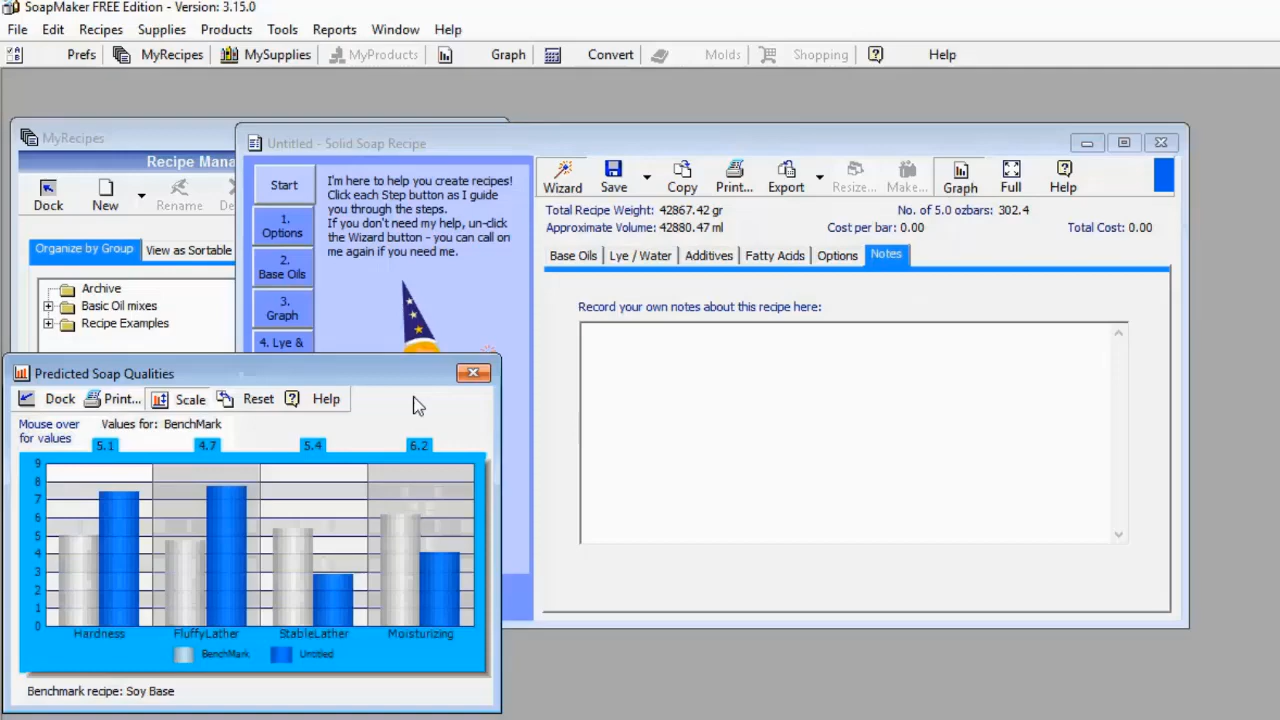 SoapMaker FREE Edition - Version: 3.15.0
File Edit Recipes Supplies Products Tools Reports Window Help
Prefs MyRecipes MySupplies MyProducts Graph Convert Molds Shopping Help
MyRecipes
Recipe Mana
Dock New Rename De
Organize by Group View as Sortable
Archive
Basic Oil mixes
Recipe Examples
Untitled - Solid Soap Recipe
Start
1.
Options
2.
Base Oils
3.
Graph
4. Lye &
I'm here to help you create recipes!
Click each Step button as I guide
you through the steps.
If you don't need my help, un-click
the Wizard button - you can call on
me again if you need me.
Wizard Save Copy Print... Export Resize... Make... Graph Full Help
Total Recipe Weight: 42867.42 gr No. of 5.0 ozbars: 302.4
Approximate Volume: 42880.47 ml Cost per bar: 0.00 Total Cost: 0.00
Base Oils Lye / Water Additives Fatty Acids Options Notes
Record your own notes about this recipe here:
Predicted Soap Qualities
Dock Print... Scale Reset Help
Mouse over
for values
Values for: BenchMark
5.1 4.7 5.4 6.2
9
8
7
6
5
4
3
2
1
0
Hardness FluffyLather StableLather Moisturizing
BenchMark Untitled
Benchmark recipe: Soy Base